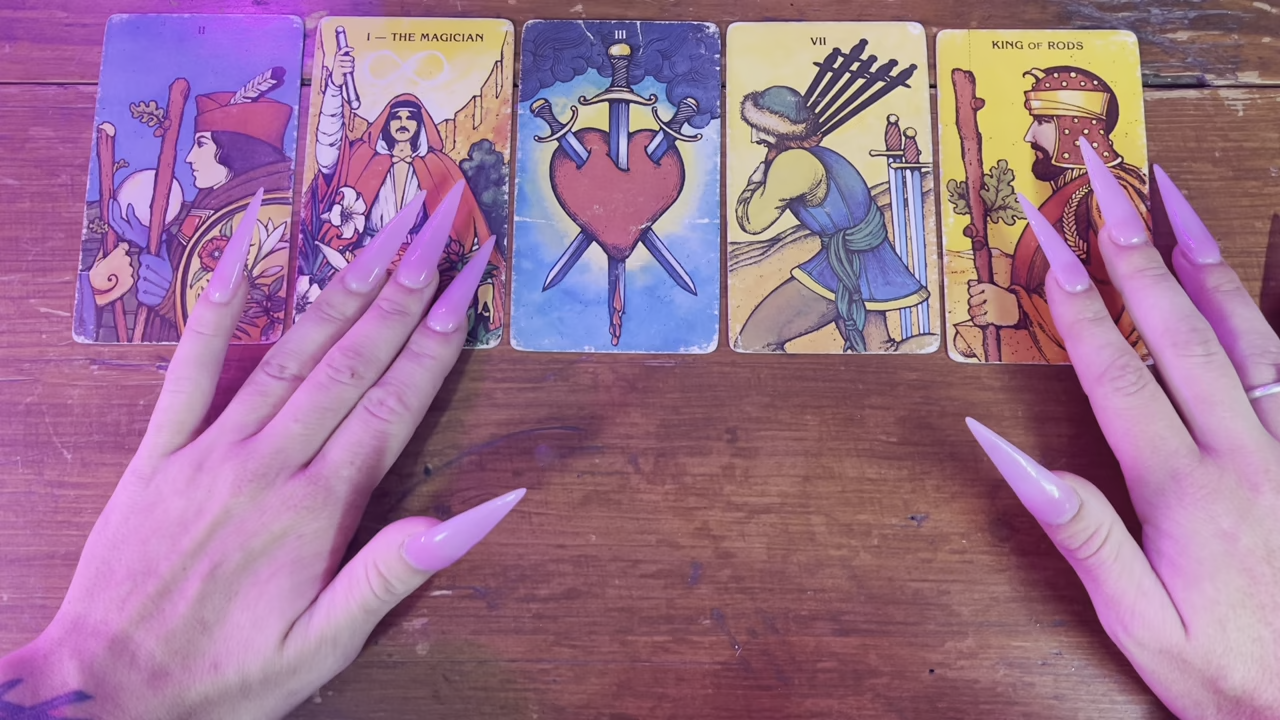 II
I — THE MAGICIAN
III
VII
KING OF RODS